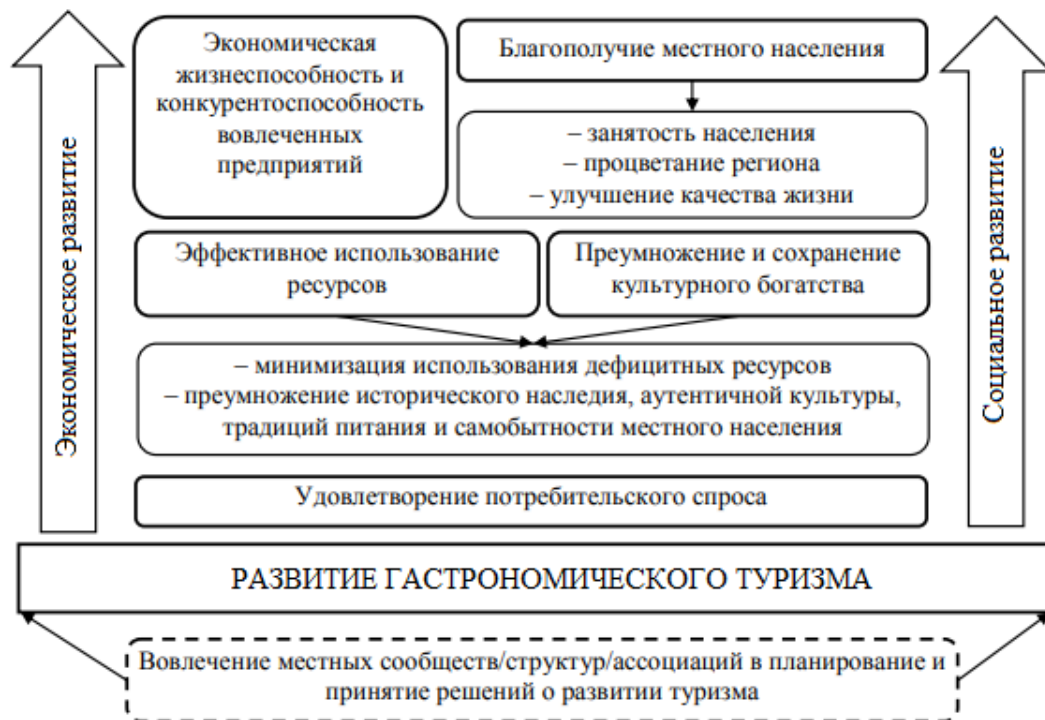 Экономическое развитие
Экономическая
жизнеспособность и
конкурентоспособность
вовлеченных
предприятий
Благополучие местного населения
– занятость населения
– процветание региона
– улучшение качества жизни
Эффективное использование
ресурсов
Преумножение и сохранение
культурного богатства
– минимизация использования дефицитных ресурсов
– преумножение исторического наследия, аутентичной культуры,
традиций питания и самобытности местного населения
Удовлетворение потребительского спроса
Социальное развитие
РАЗВИТИЕ ГАСТРОНОМИЧЕСКОГО ТУРИЗМА
Вовлечение местных сообществ/структур/ассоциаций в планирование и
принятие решений о развитии туризма